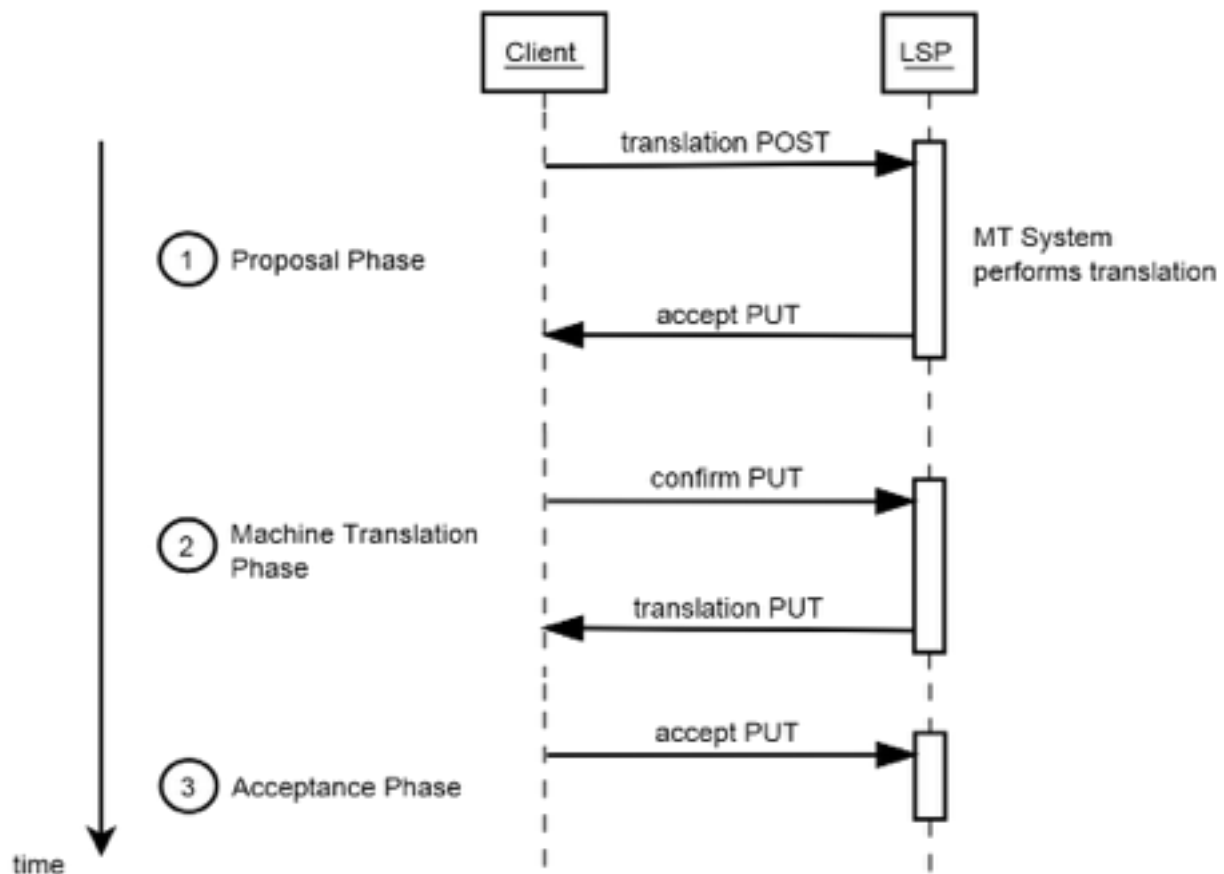 Client
LSP
translation POST
1 Proposal Phase
MT System
performs translation
accept PUT
confirm PUT
2 Machine Translation
Phase
translation PUT
accept PUT
3 Acceptance Phase
time